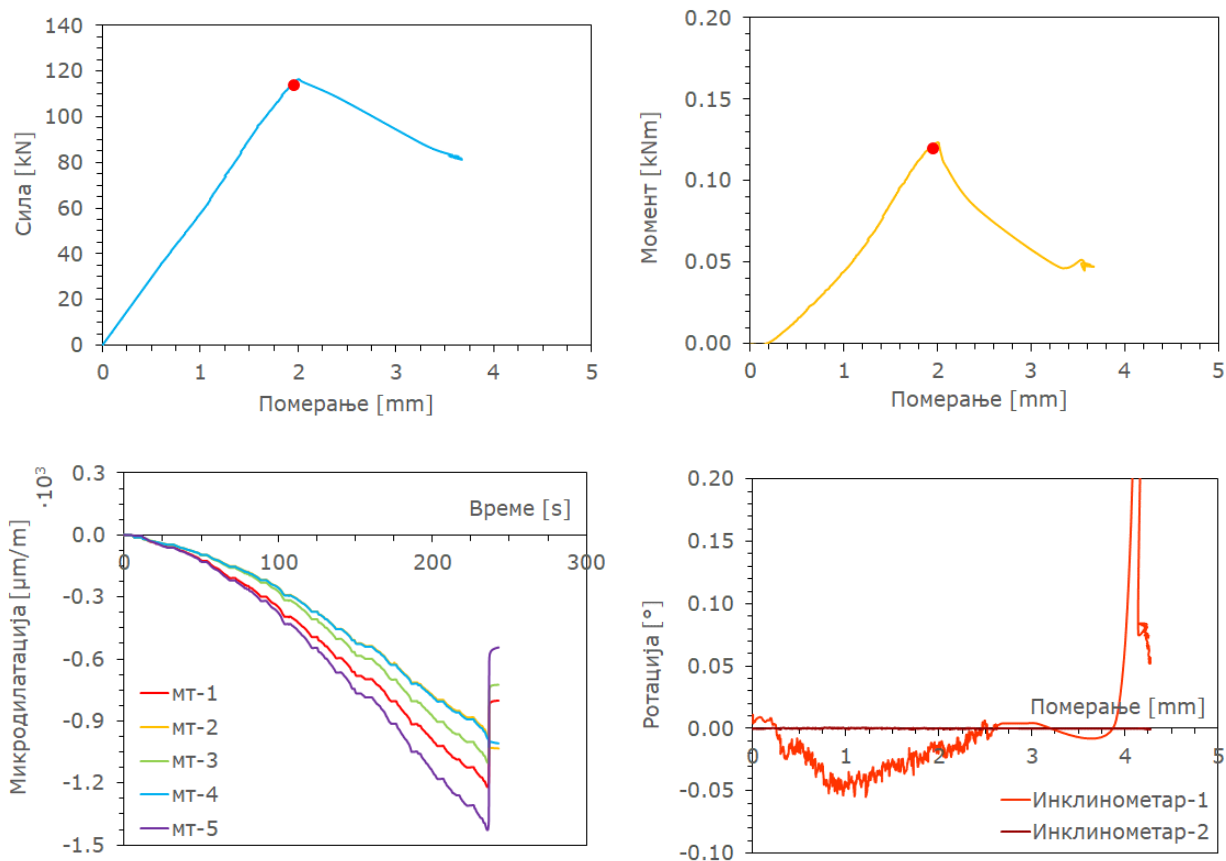 140
120
100
80
60
40
20
0
Сила [kN]
0 1 2 3 4 5
Померање [mm]
0.20
0.15
0.10
0.05
0.00
Момент [kNm]
0 1 2 3 4 5
Померање [mm]
0.3
0.0
-0.3
-0.6
-0.9
-1.2
-1.5
·10³
Микродилатација [μm/m]
Време [s]
0 100 200 300
мт-1
мт-2
мт-3
мт-4
мт-5
0.20
0.15
0.10
0.05
0.00
-0.05
-0.10
Ротација [°]
Померање [mm]
0 1 2 3 4 5
Инклинометар-1
Инклинометар-2